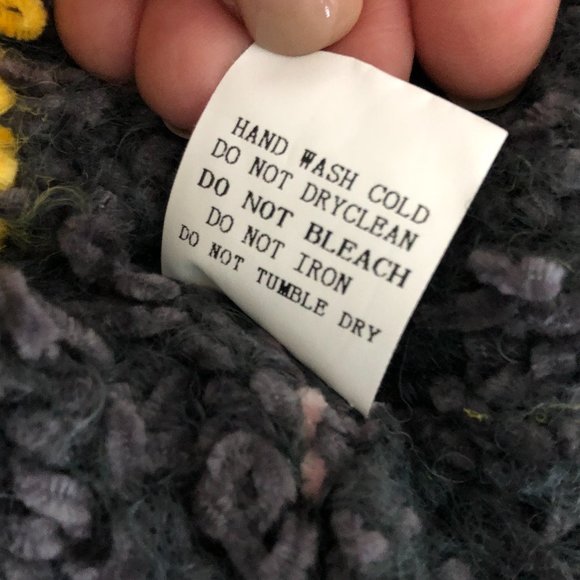 HAND WASH COLD
DO NOT DRYCLEAN
DO NOT BLEACH
DO NOT IRON
DO NOT TUMBLE DRY